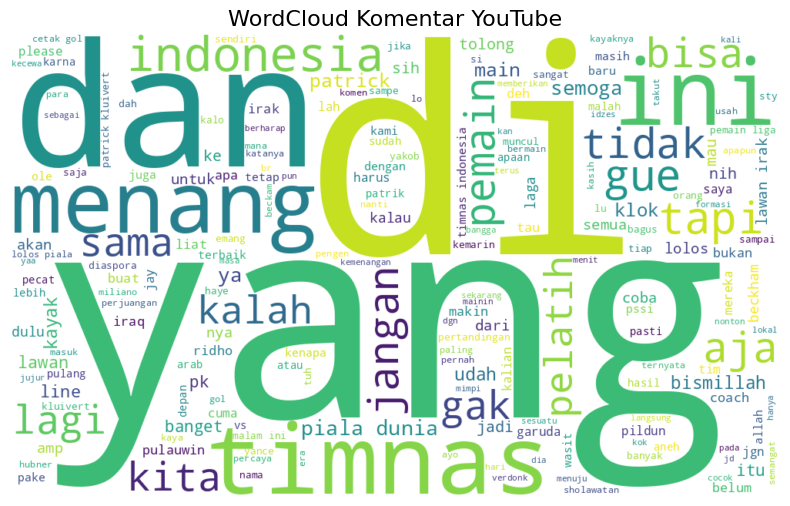 WordCloud Komentar YouTube
cetak gol
please
kecewa
karna
sendiri
indonesia
jika
tolong
kayaknya
kali
bisa
para
dah
sebagai
dan
patrick kluivert
kalo
patrick
sih
sampe
komen
lo
lah
irak
berharap
mana
katanya
si
main
masih
sangat
baru
memberikan
deh
semoga
malah
idzes
takut
usah
sty
ini
di
kami
sudah
yakob
kan
muncul
bermain
apaan
terus
tidak
pemain liga
mau
apapun
ole
saja
juga
ke
untuk
apa
br
pun
tetap
dengan
harus
patrik
nanti
kalau
timnas indonesia
pemain
bangga
laga
tau
kemarin
kasih
orang
gue
nih
saya
lu
formasi
bagus
klok
semua
tiap
tapi
lawan irak
lolos
sampai
bukan
menang
beckam
akan
lolos piala
yaa
sama
liat
terbaik
emang
masa
pengen
kemenangan
menit
pecat
diaspora
lebih
buat
jay
haye
ya
miliano
perjuangan
iraq
kalah
nya
dulu
kayak
masuk
jujur
pulang
ridho
arab
kenapa
atau
tuh
yang
jangan
sekarang
mainin
makin
dgn
dari
pertandingan
paling
pernah
udah
mimpi
kalian
pelatih
coba
pssi
pasti
mereka
beckham
nonton
lokal
aja
ternyata
hasil
tim
bismillah
coach
lawan
line
kluivert
pk
depan
gol
cuma
gak
lagi
banget
vs
malam ini
kaya
piala dunia
jadi
garuda
sesuatu
wasit
langsung
pildun
kok
aneh
banyak
jgn
allah
hanya
itu
amp
pulauwin
yance
percaya
hubner
pake
kita
nama
era
timnas
ayo
hari
verdonk
dia
menuju
sholawatan
pada
jd
cocok
belum
semangat